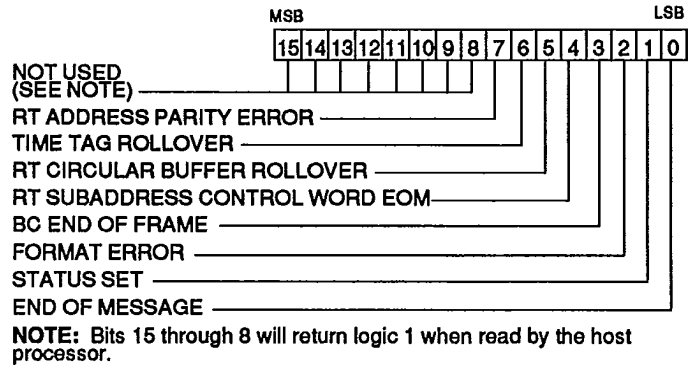 MSB LSB
15 14 13 12 11 10 9 8 7 6 5 4 3 2 1 0
NOT USED
(SEE NOTE)
RT ADDRESS PARITY ERROR
TIME TAG ROLLOVER
RT CIRCULAR BUFFER ROLLOVER
RT SUBADDRESS CONTROL WORD EOM
BC END OF FRAME
FORMAT ERROR
STATUS SET
END OF MESSAGE
NOTE: Bits 15 through 8 will return logic 1 when read by the host
processor.